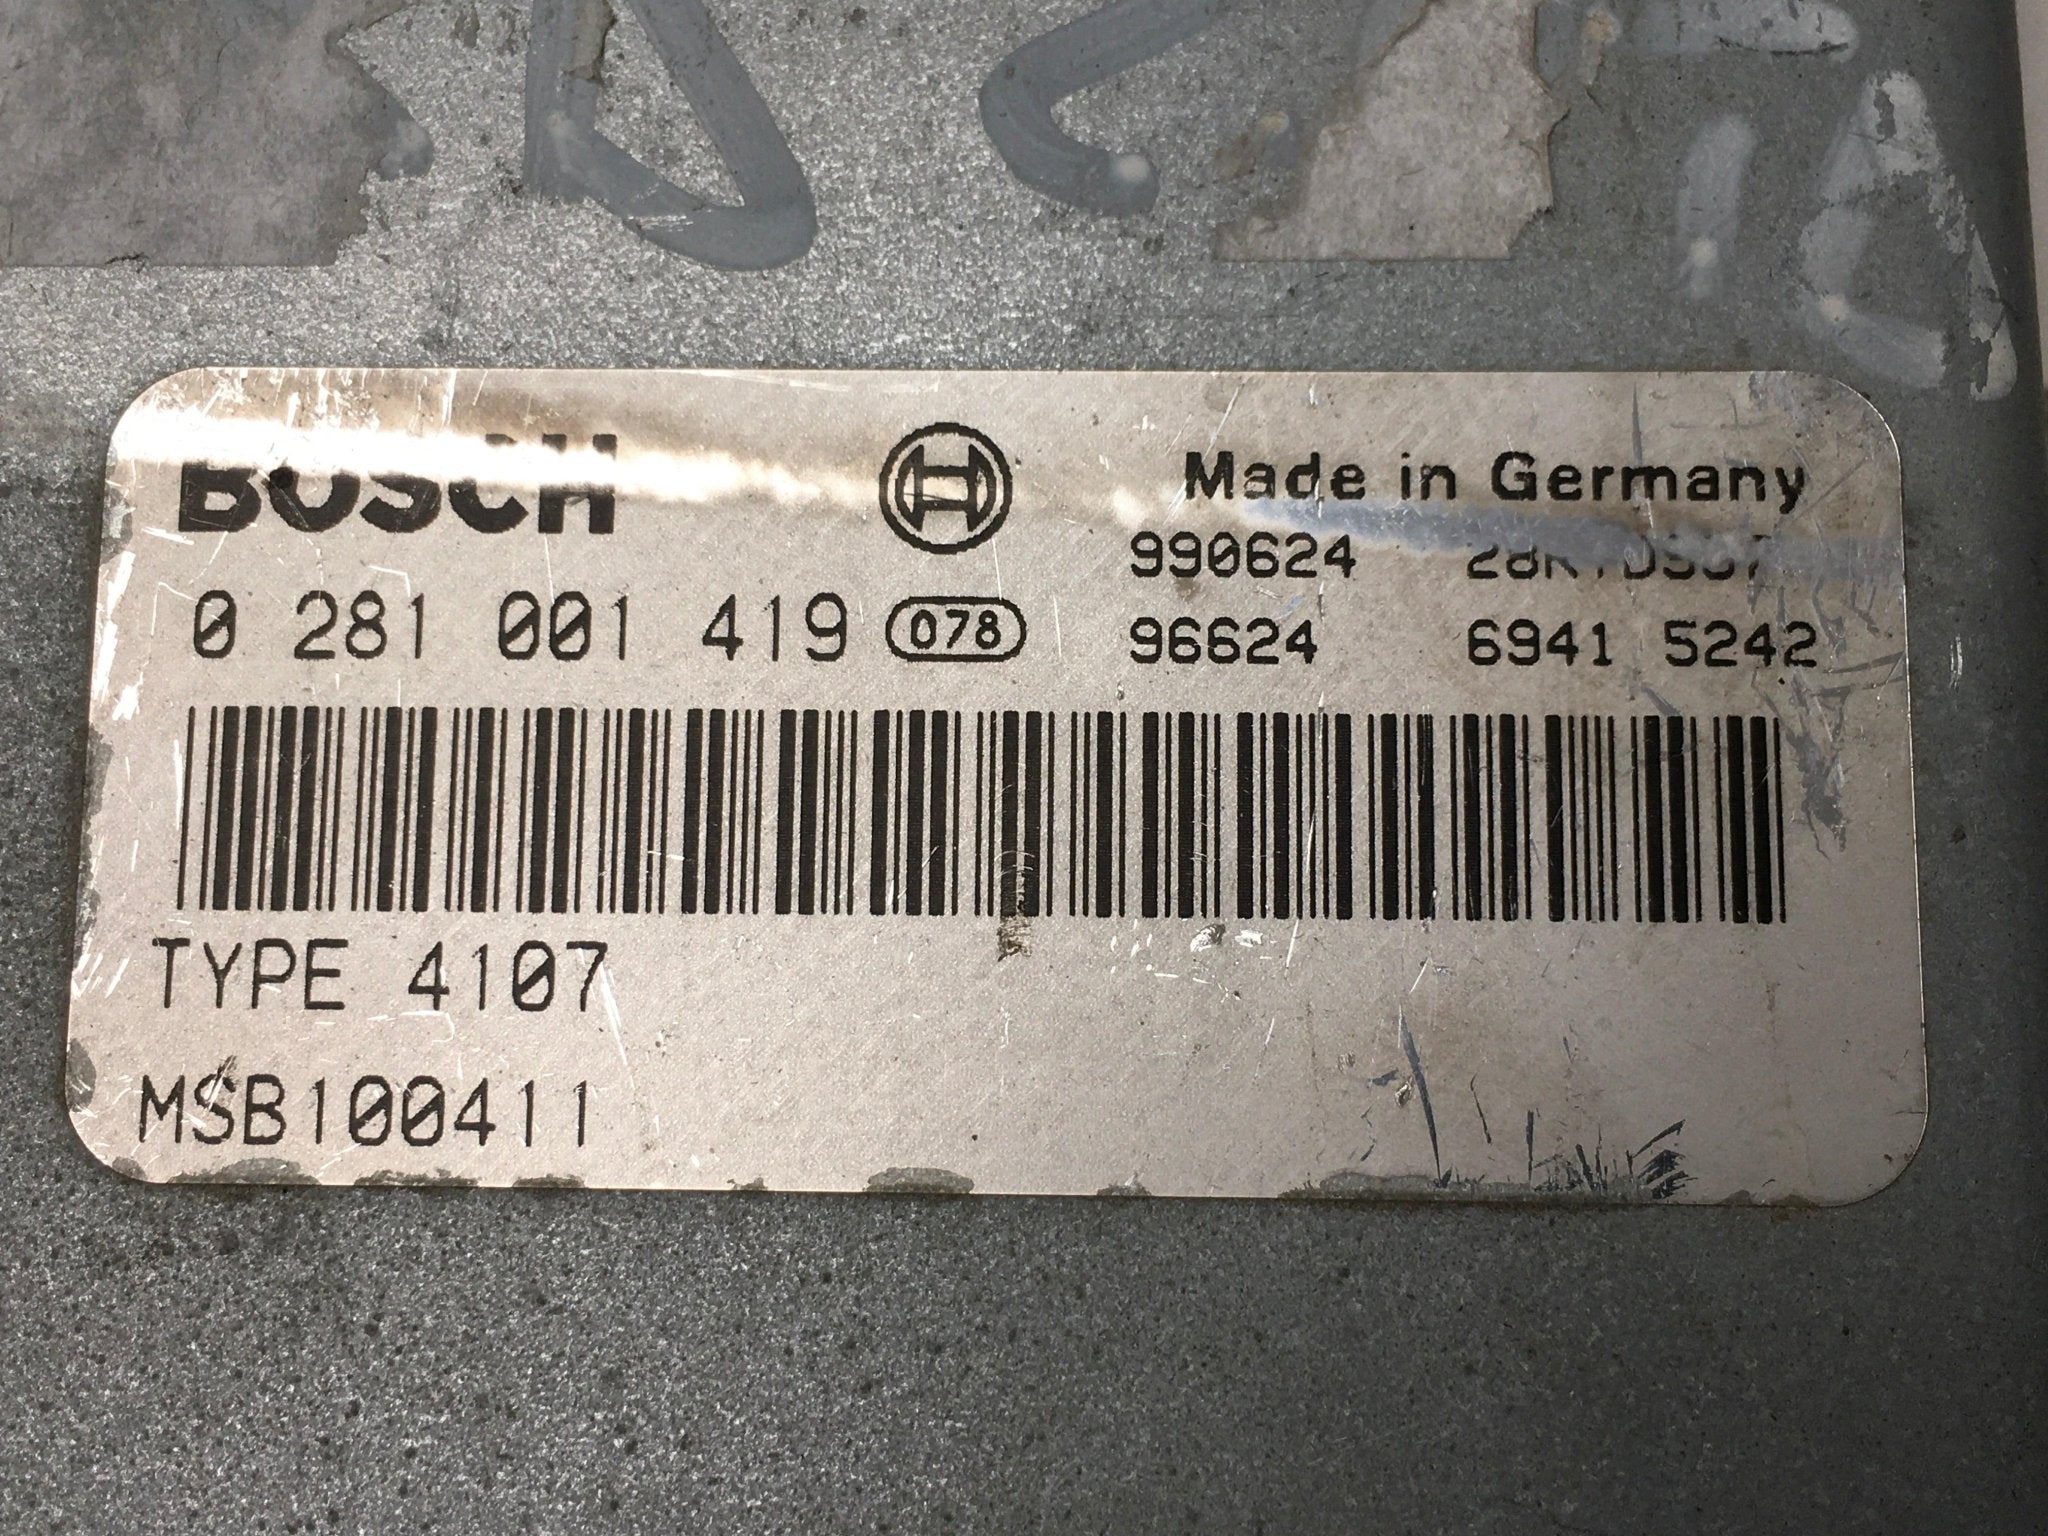 BOSCH
Made in Germany
990624
0 281 001 419 078
96624 6941 5242
TYPE 4107
MSB100411